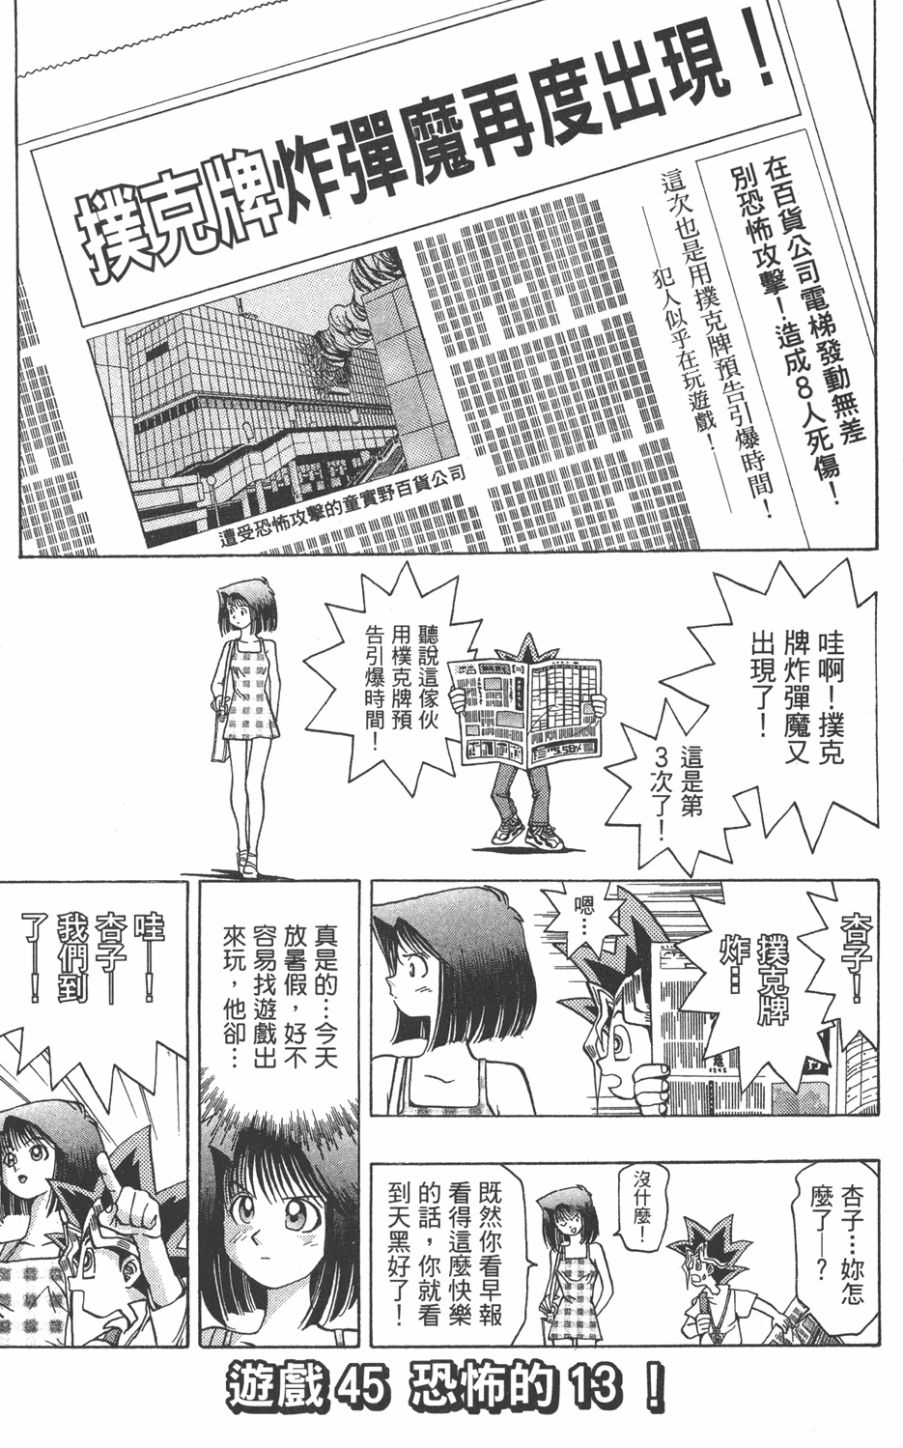 撲克牌炸彈魔再度出現！
在百貨公司電梯發動無差
別恐怖攻擊！造成8人死傷！
這次也是用撲克牌預告引爆時間！
——犯人似乎在玩遊戲！
遭受恐怖攻擊的童實野百貨公司
哇啊！撲克
牌炸彈魔又
出現了！
這是第
3次了！
聽說這傢伙
用樸克牌預
告引爆時間！
杏子！
撲克牌
炸…
嗯…
杏子…妳怎
麼了—？
沒什麼！
既然你看早報
看得這麼快樂
的話，你就看
到天黑好了！
真是的…今天
放暑假，好不
容易找遊戲出
來玩，他卻…
哇—！
杏子—
我們到
了—！
遊戲 45 恐怖的 13 ！